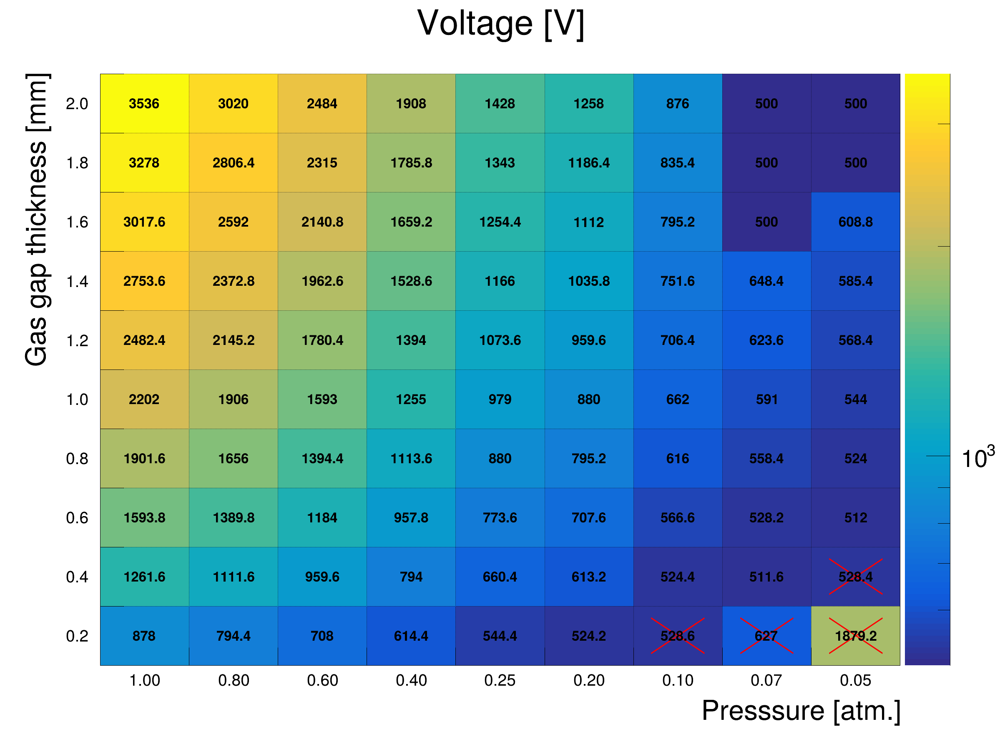 Voltage [V]
Gas gap thickness [mm]
2.0 3536 3020 2484 1908 1428 1258 876 500 500
1.8 3278 2806.4 2315 1785.8 1343 1186.4 835.4 500 500
1.6 3017.6 2592 2140.8 1659.2 1254.4 1112 795.2 500 608.8
1.4 2753.6 2372.8 1962.6 1528.6 1166 1035.8 751.6 648.4 585.4
1.2 2482.4 2145.2 1780.4 1394 1073.6 959.6 706.4 623.6 568.4
1.0 2202 1906 1593 1255 979 880 662 591 544
0.8 1901.6 1656 1394.4 1113.6 880 795.2 616 558.4 524
10³
0.6 1593.8 1389.8 1184 957.8 773.6 707.6 566.6 528.2 512
0.4 1261.6 1111.6 959.6 794 660.4 613.2 524.4 511.6 528.4
0.2 878 794.4 708 614.4 544.4 524.2 528.6 627 1879.2
1.00 0.80 0.60 0.40 0.25 0.20 0.10 0.07 0.05
Presssure [atm.]